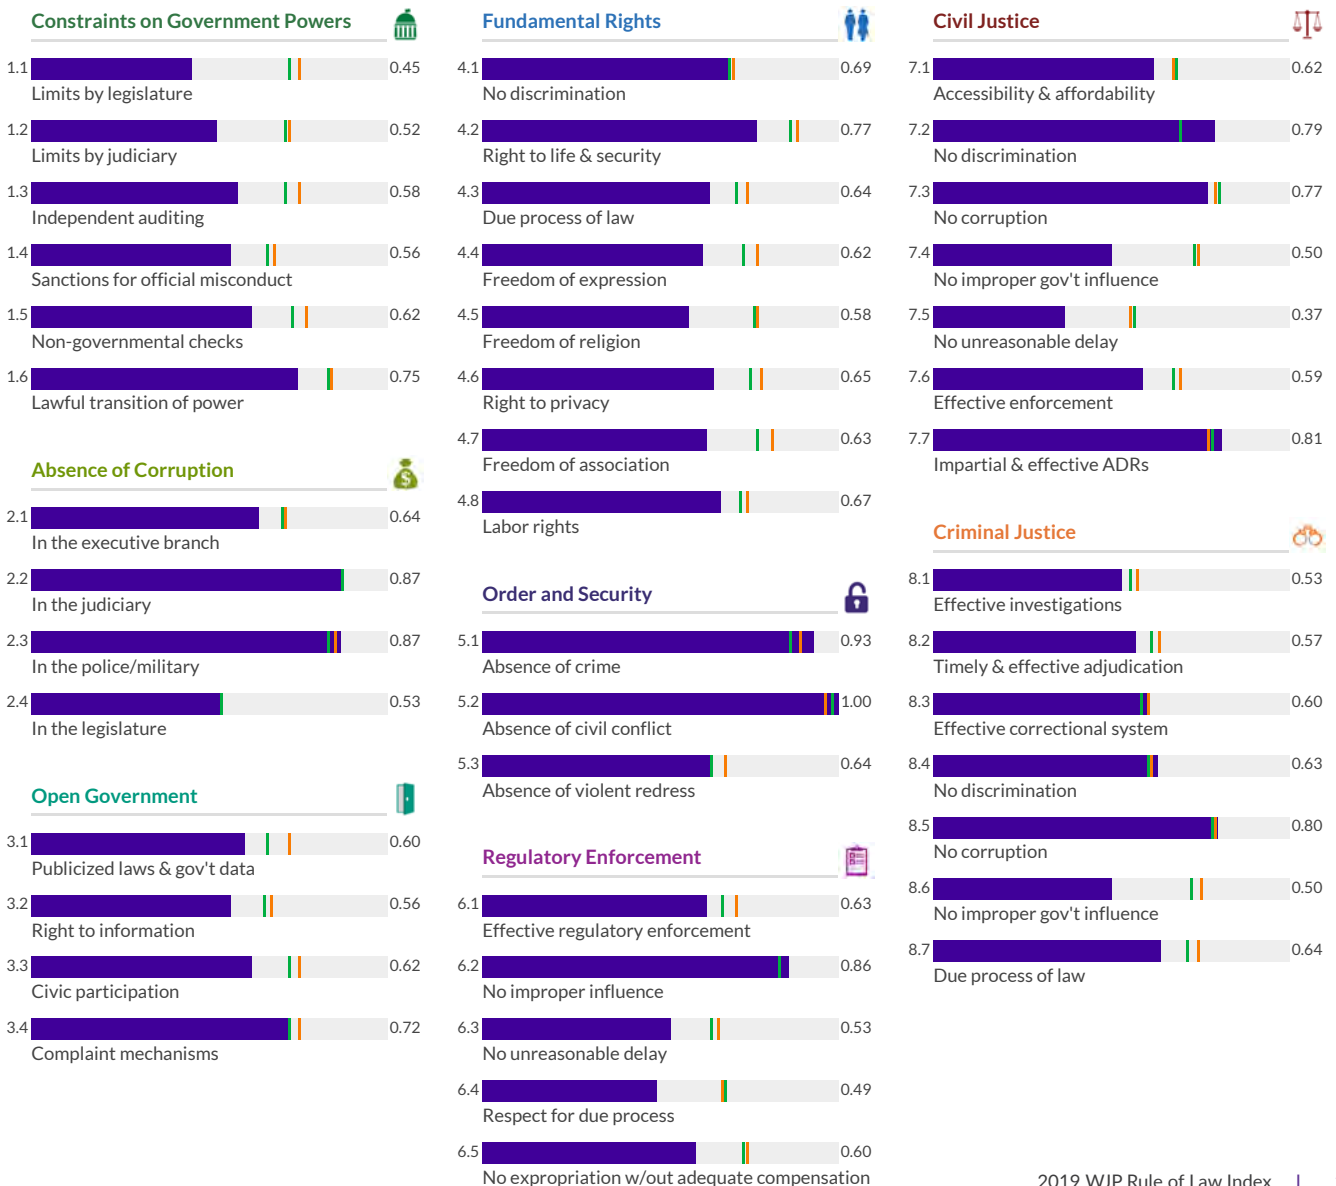 Constraints on Government Powers
1.1 0.45
Limits by legislature
1.2 0.52
Limits by judiciary
1.3 0.58
Independent auditing
1.4 0.56
Sanctions for official misconduct
1.5 0.62
Non-governmental checks
1.6 0.75
Lawful transition of power
Absence of Corruption
$
2.1 0.64
In the executive branch
2.2 0.87
In the judiciary
2.3 0.87
In the police/military
2.4 0.53
In the legislature
Open Government
3.1 0.60
Publicized laws & gov't data
3.2 0.56
Right to information
3.3 0.62
Civic participation
3.4 0.72
Complaint mechanisms
Fundamental Rights
4.1 0.69
No discrimination
4.2 0.77
Right to life & security
4.3 0.64
Due process of law
4.4 0.62
Freedom of expression
4.5 0.58
Freedom of religion
4.6 0.65
Right to privacy
4.7 0.63
Freedom of association
4.8 0.67
Labor rights
Order and Security
5.1 0.93
Absence of crime
5.2 1.00
Absence of civil conflict
5.3 0.64
Absence of violent redress
Regulatory Enforcement
6.1 0.63
Effective regulatory enforcement
6.2 0.86
No improper influence
6.3 0.53
No unreasonable delay
6.4 0.49
Respect for due process
6.5 0.60
No expropriation w/out adequate compensation
Civil Justice
7.1 0.62
Accessibility & affordability
7.2 0.79
No discrimination
7.3 0.77
No corruption
7.4 0.50
No improper gov't influence
7.5 0.37
No unreasonable delay
7.6 0.59
Effective enforcement
7.7 0.81
Impartial & effective ADRs
Criminal Justice
8.1 0.53
Effective investigations
8.2 0.57
Timely & effective adjudication
8.3 0.60
Effective correctional system
8.4 0.63
No discrimination
8.5 0.80
No corruption
8.6 0.50
No improper gov't influence
8.7 0.64
Due process of law
2019 WJP Rule of Law Index |